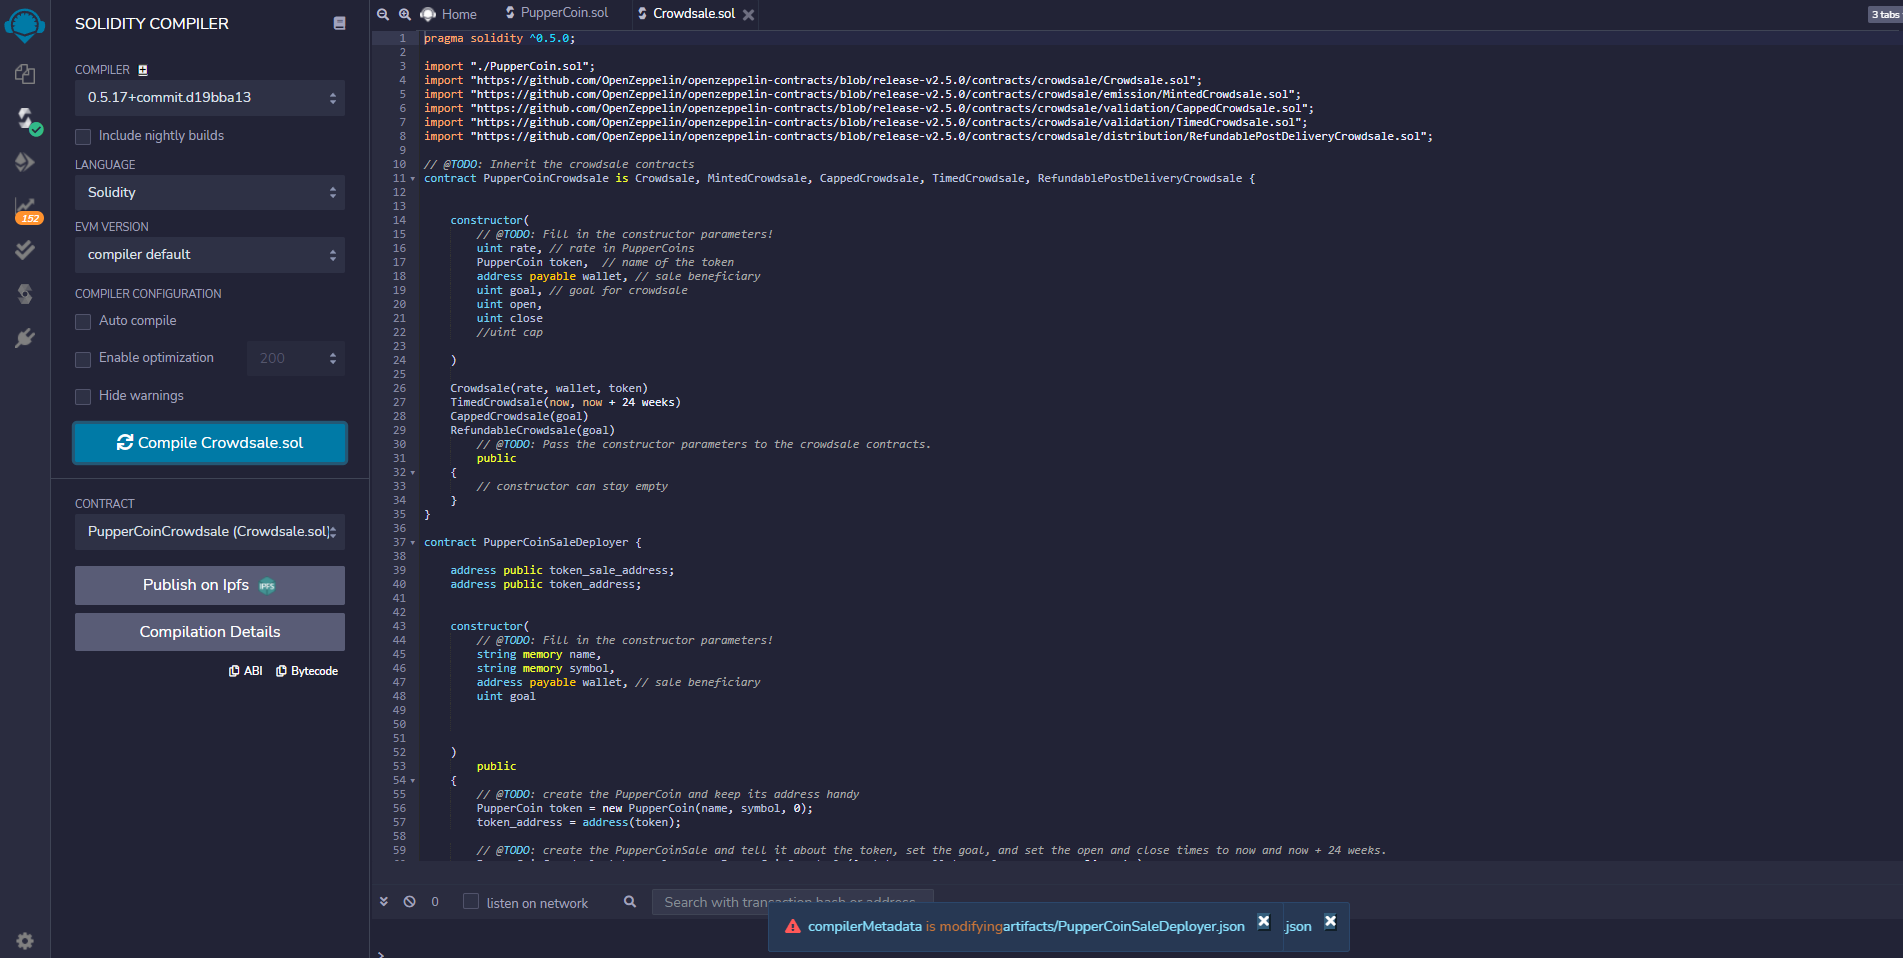 SOLIDITY COMPILER
COMPILER
0.5.17+commit.d19bba13
Include nightly builds
LANGUAGE
Solidity
EVM VERSION
compiler default
COMPILER CONFIGURATION
Auto compile
Enable optimization 200
Hide warnings
Compile Crowdsale.sol
CONTRACT
PupperCoinCrowdsale (Crowdsale.sol)
Publish on Ipfs IPFS
Compilation Details
ABI Bytecode
152
Home PupperCoin.sol Crowdsale.sol 3 tabs
1 pragma solidity ^0.5.0;
2
3 import "./PupperCoin.sol";
4 import "https://github.com/OpenZeppelin/openzeppelin-contracts/blob/release-v2.5.0/contracts/crowdsale/Crowdsale.sol";
5 import "https://github.com/OpenZeppelin/openzeppelin-contracts/blob/release-v2.5.0/contracts/crowdsale/emission/MintedCrowdsale.sol";
6 import "https://github.com/OpenZeppelin/openzeppelin-contracts/blob/release-v2.5.0/contracts/crowdsale/validation/CappedCrowdsale.sol";
7 import "https://github.com/OpenZeppelin/openzeppelin-contracts/blob/release-v2.5.0/contracts/crowdsale/validation/TimedCrowdsale.sol";
8 import "https://github.com/OpenZeppelin/openzeppelin-contracts/blob/release-v2.5.0/contracts/crowdsale/distribution/RefundablePostDeliveryCrowdsale.sol";
9
10 // @TODO: Inherit the crowdsale contracts
11 contract PupperCoinCrowdsale is Crowdsale, MintedCrowdsale, CappedCrowdsale, TimedCrowdsale, RefundablePostDeliveryCrowdsale {
12
13
14 constructor(
15 // @TODO: Fill in the constructor parameters!
16 uint rate, // rate in PupperCoins
17 PupperCoin token, // name of the token
18 address payable wallet, // sale beneficiary
19 uint goal, // goal for crowdsale
20 uint open,
21 uint close
22 //uint cap
23
24 )
25
26 Crowdsale(rate, wallet, token)
27 TimedCrowdsale(now, now + 24 weeks)
28 CappedCrowdsale(goal)
29 RefundableCrowdsale(goal)
30 // @TODO: Pass the constructor parameters to the crowdsale contracts.
31 public
32 {
33 // constructor can stay empty
34 }
35 }
36
37 contract PupperCoinSaleDeployer {
38
39 address public token_sale_address;
40 address public token_address;
41
42
43 constructor(
44 // @TODO: Fill in the constructor parameters!
45 string memory name,
46 string memory symbol,
47 address payable wallet, // sale beneficiary
48 uint goal
49
50
51
52 )
53 public
54 {
55 // @TODO: create the PupperCoin and keep its address handy
56 PupperCoin token = new PupperCoin(name, symbol, 0);
57 token_address = address(token);
58
59 // @TODO: create the PupperCoinSale and tell it about the token, set the goal, and set the open and close times to now and now + 24 weeks.
0 listen on network Search with transaction hash or address
compilerMetadata is modifyingartifacts/PupperCoinSaleDeployer.json .json
>